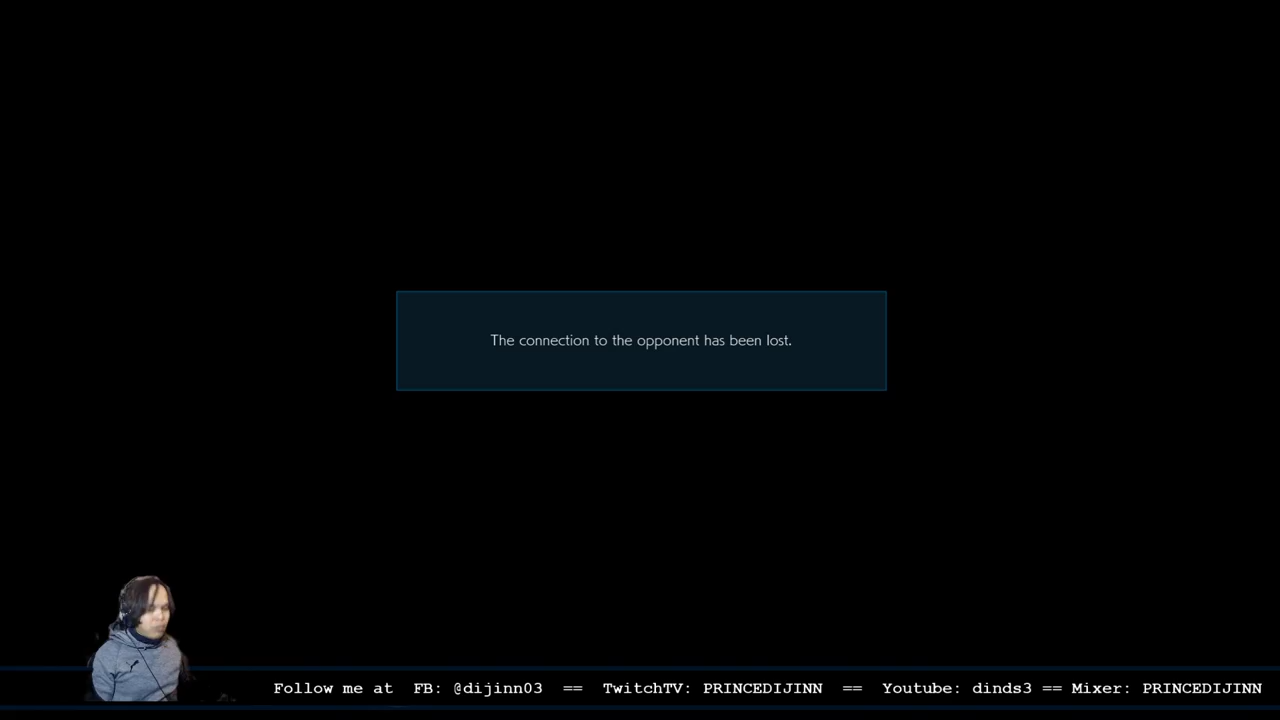 The connection to the opponent has been lost.
Follow me at FB: @dijinn03 == TwitchTV: PRINCEDIJINN == Youtube: dinds3 == Mixer: PRINCEDIJINN